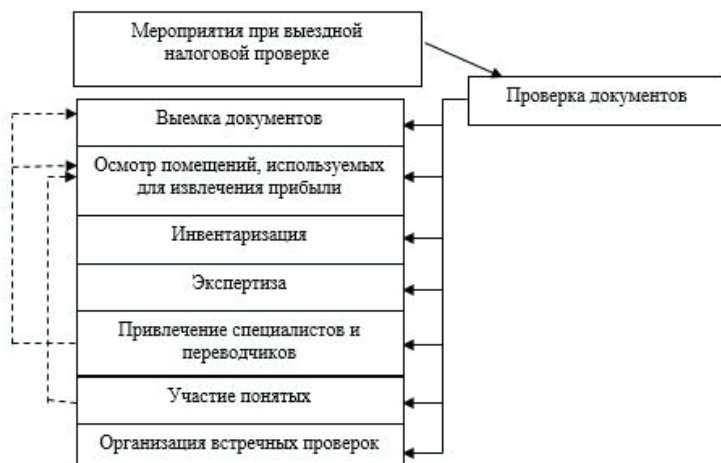 Мероприятия при выездной
налоговой проверке
Проверка документов
Выемка документов
Осмотр помещений, используемых
для извлечения прибыли
Инвентаризация
Экспертиза
Привлечение специалистов и
переводчиков
Участие понятых
Организация встречных проверок